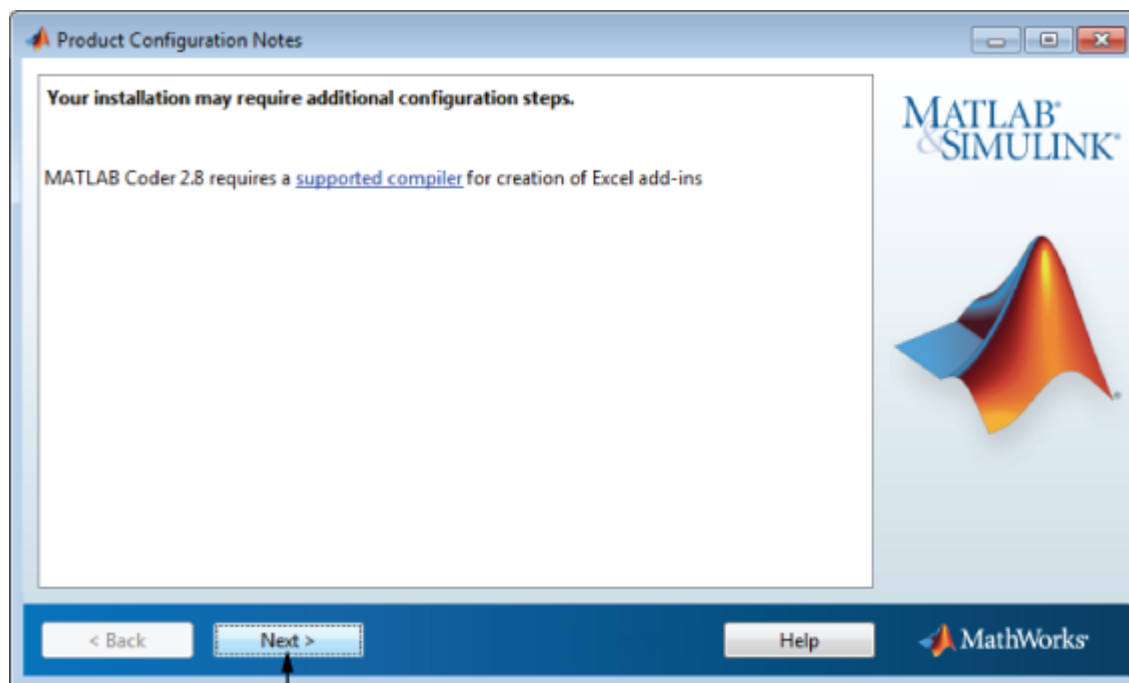 Product Configuration Notes
Your installation may require additional configuration steps.
MATLAB Coder 2.8 requires a supported compiler for creation of Excel add-ins
MATLAB®
&SIMULINK®
< Back
Next >
Help
MathWorks®